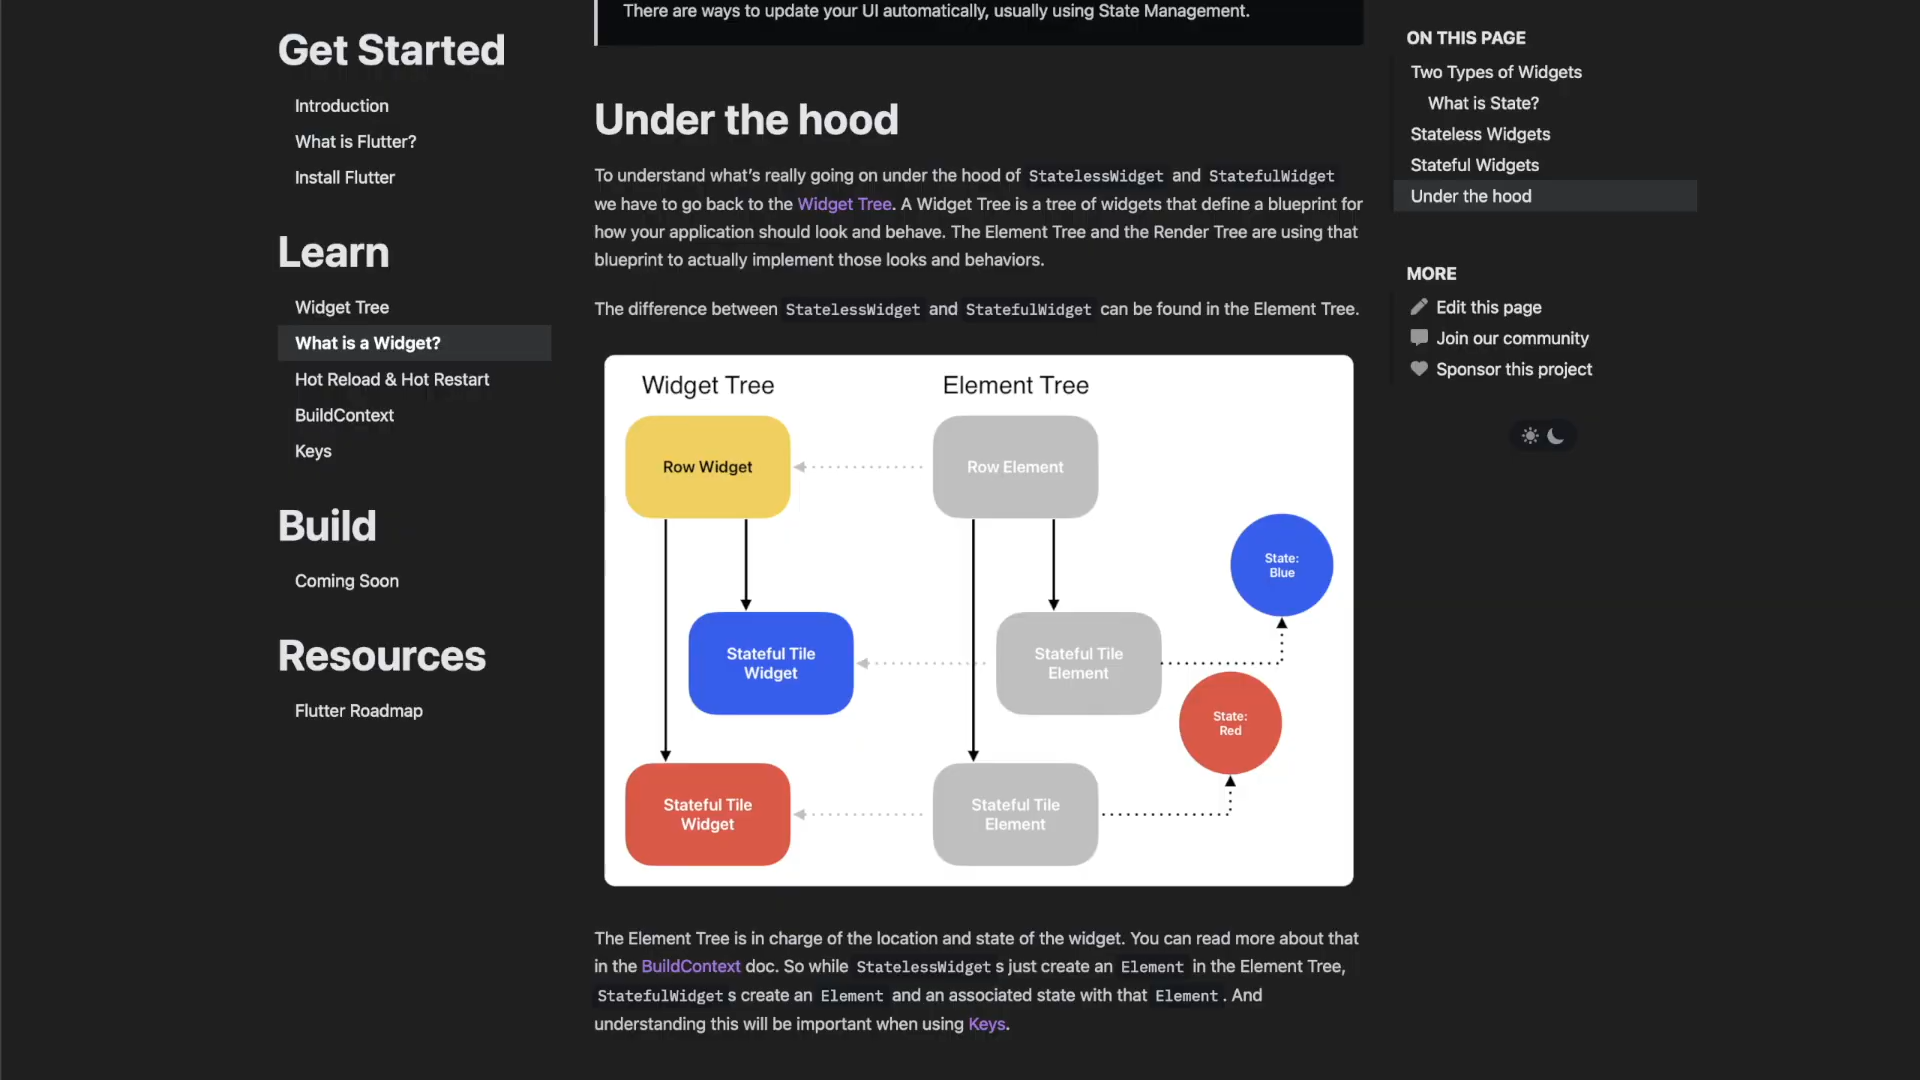 Get Started
Introduction
What is Flutter?
Install Flutter
Learn
Widget Tree
What is a Widget?
Hot Reload & Hot Restart
BuildContext
Keys
Build
Coming Soon
Resources
Flutter Roadmap
There are ways to update your UI automatically, usually using State Management.
Under the hood
To understand what’s really going on under the hood of StatelessWidget and StatefulWidget
we have to go back to the Widget Tree. A Widget Tree is a tree of widgets that define a blueprint for
how your application should look and behave. The Element Tree and the Render Tree are using that
blueprint to actually implement those looks and behaviors.
The difference between StatelessWidget and StatefulWidget can be found in the Element Tree.
Widget Tree
Element Tree
Row Widget
Row Element
State:
Blue
Stateful Tile
Widget
Stateful Tile
Element
State:
Red
Stateful Tile
Widget
Stateful Tile
Element
The Element Tree is in charge of the location and state of the widget. You can read more about that
in the BuildContext doc. So while StatelessWidget s just create an Element in the Element Tree,
StatefulWidget s create an Element and an associated state with that Element . And
understanding this will be important when using Keys.
ON THIS PAGE
Two Types of Widgets
What is State?
Stateless Widgets
Stateful Widgets
Under the hood
MORE
Edit this page
Join our community
Sponsor this project